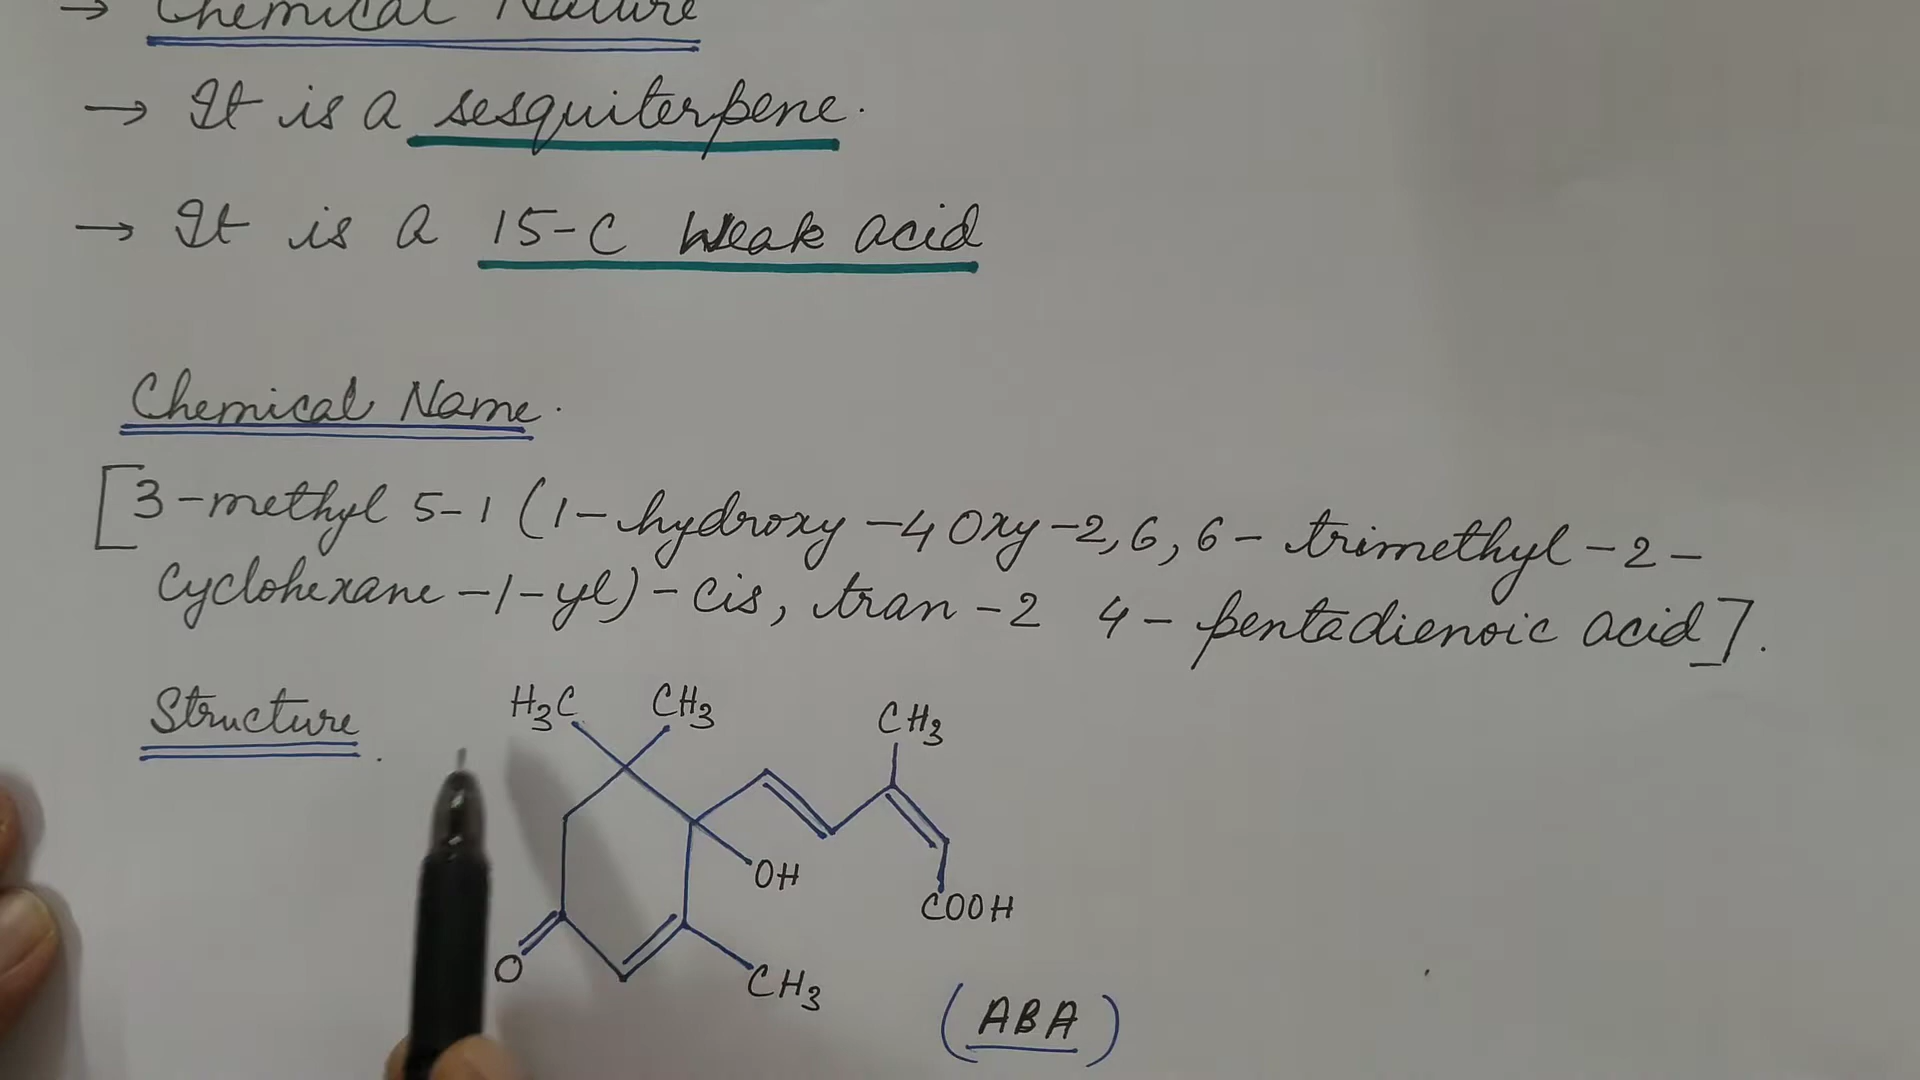 → Chemical Nature
→ It is a sesquiterpene.
→ It is a 15-C weak acid
Chemical Name.
[3-methyl 5-1 (1-hydroxy-4 oxy-2,6,6-trimethyl-2-
cyclohexane-1-yl)-cis, tran-2 4-pentadienoic acid].
Structure.
H3C CH3 CH3
OH
COOH
O CH3
(ABA)